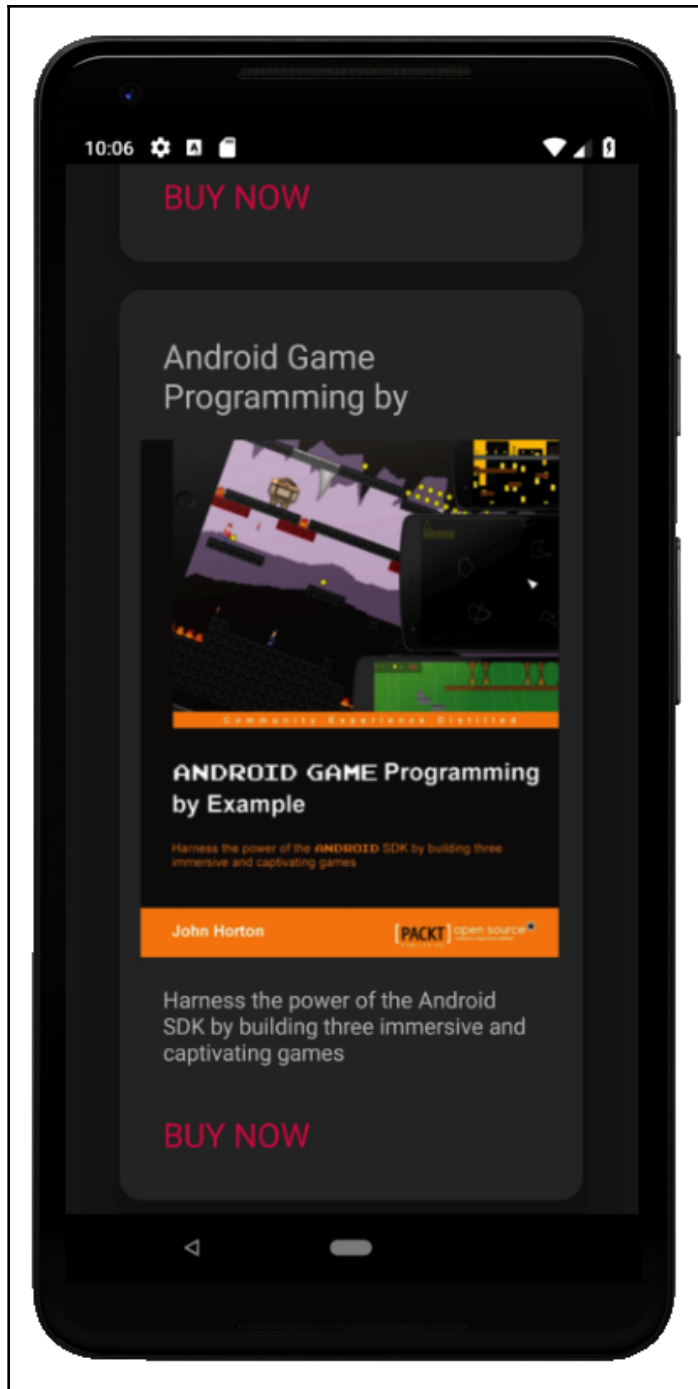 10:06
BUY NOW
Android Game
Programming by
Community Experience Distilled
ANDROID GAME Programming
by Example
Harness the power of the ANDROID SDK by building three
immersive and captivating games
John Horton
[PACKT] open source*
Harness the power of the Android
SDK by building three immersive and
captivating games
BUY NOW